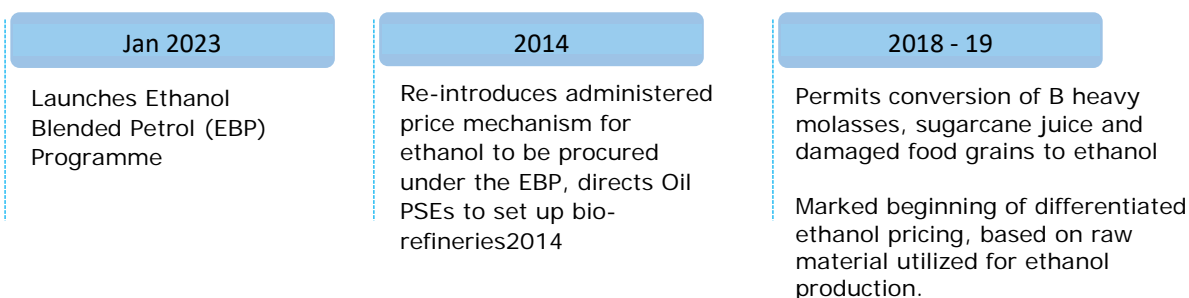 Jan 2023
Launches Ethanol
Blended Petrol (EBP)
Programme
2014
Re-introduces administered
price mechanism for
ethanol to be procured
under the EBP, directs Oil
PSEs to set up bio-
refineries2014
2018 - 19
Permits conversion of B heavy
molasses, sugarcane juice and
damaged food grains to ethanol
Marked beginning of differentiated
ethanol pricing, based on raw
material utilized for ethanol
production.